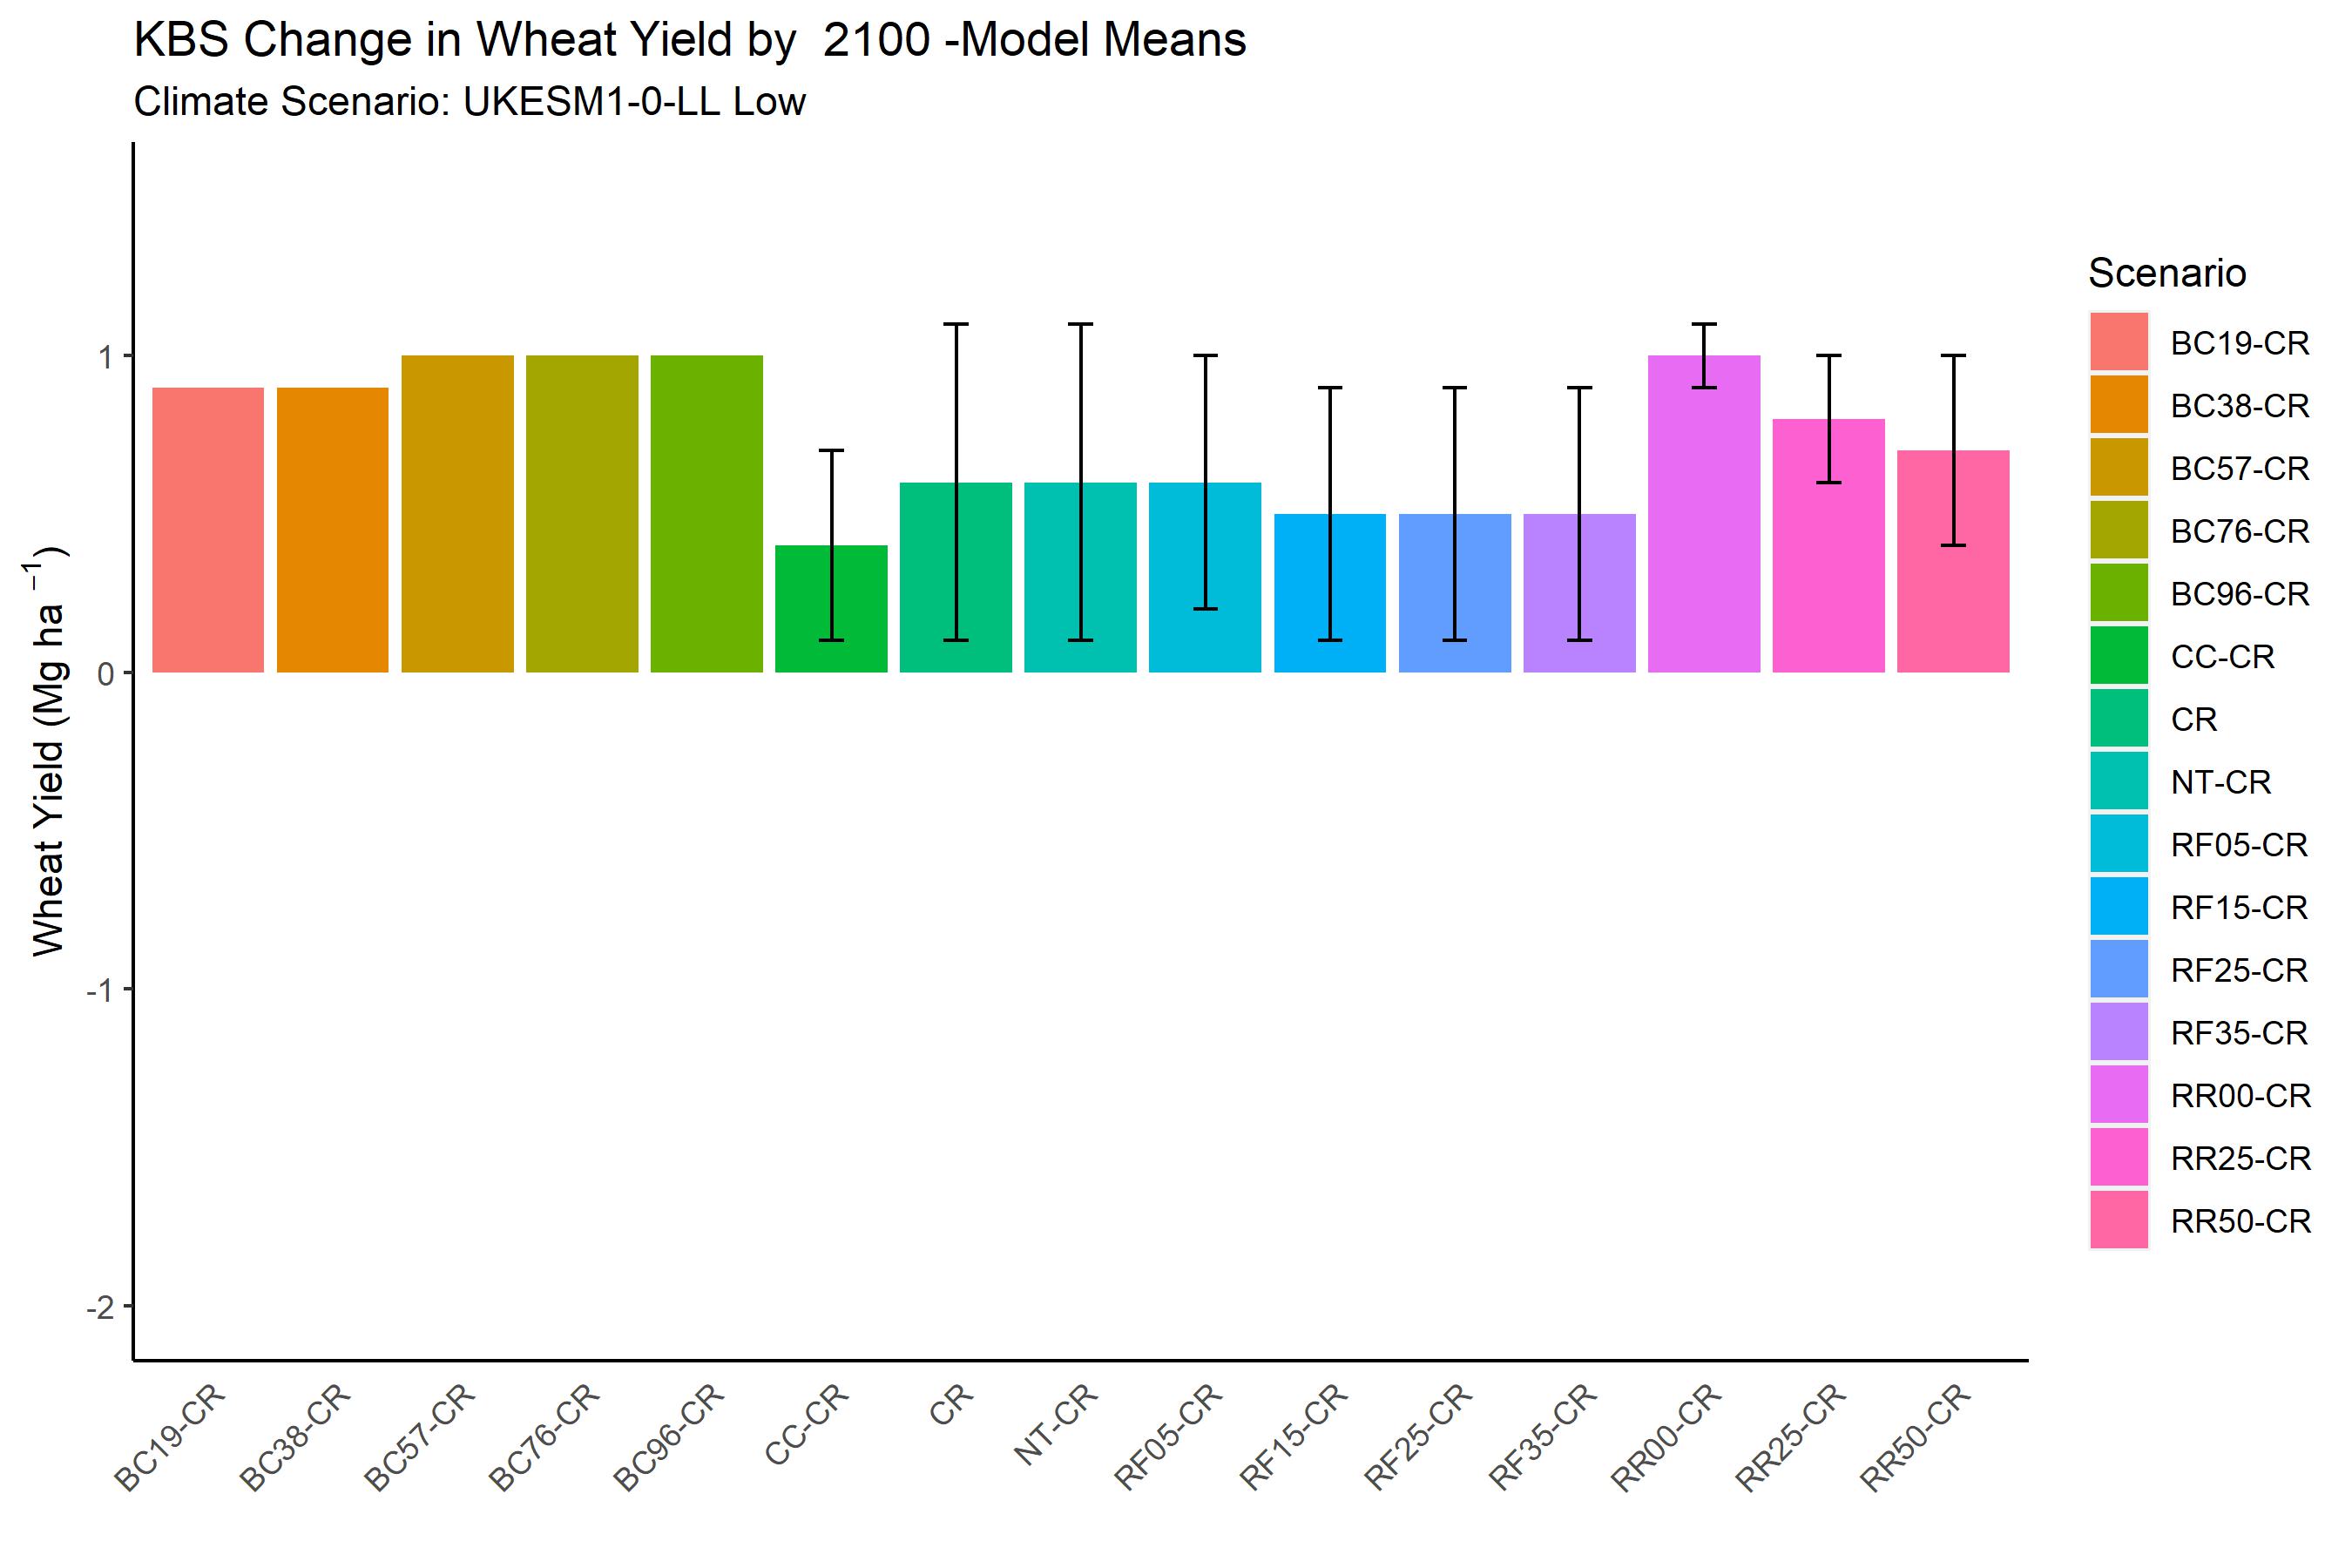 KBS Change in Wheat Yield by  2100 -Model Means
Climate Scenario: UKESM1-0-LL Low
Wheat Yield (Mg ha ⁻¹)
1
0
-1
-2
BC19-CR
BC38-CR
BC57-CR
BC76-CR
BC96-CR
CC-CR
CR
NT-CR
RF05-CR
RF15-CR
RF25-CR
RF35-CR
RR00-CR
RR25-CR
RR50-CR
Scenario
BC19-CR
BC38-CR
BC57-CR
BC76-CR
BC96-CR
CC-CR
CR
NT-CR
RF05-CR
RF15-CR
RF25-CR
RF35-CR
RR00-CR
RR25-CR
RR50-CR